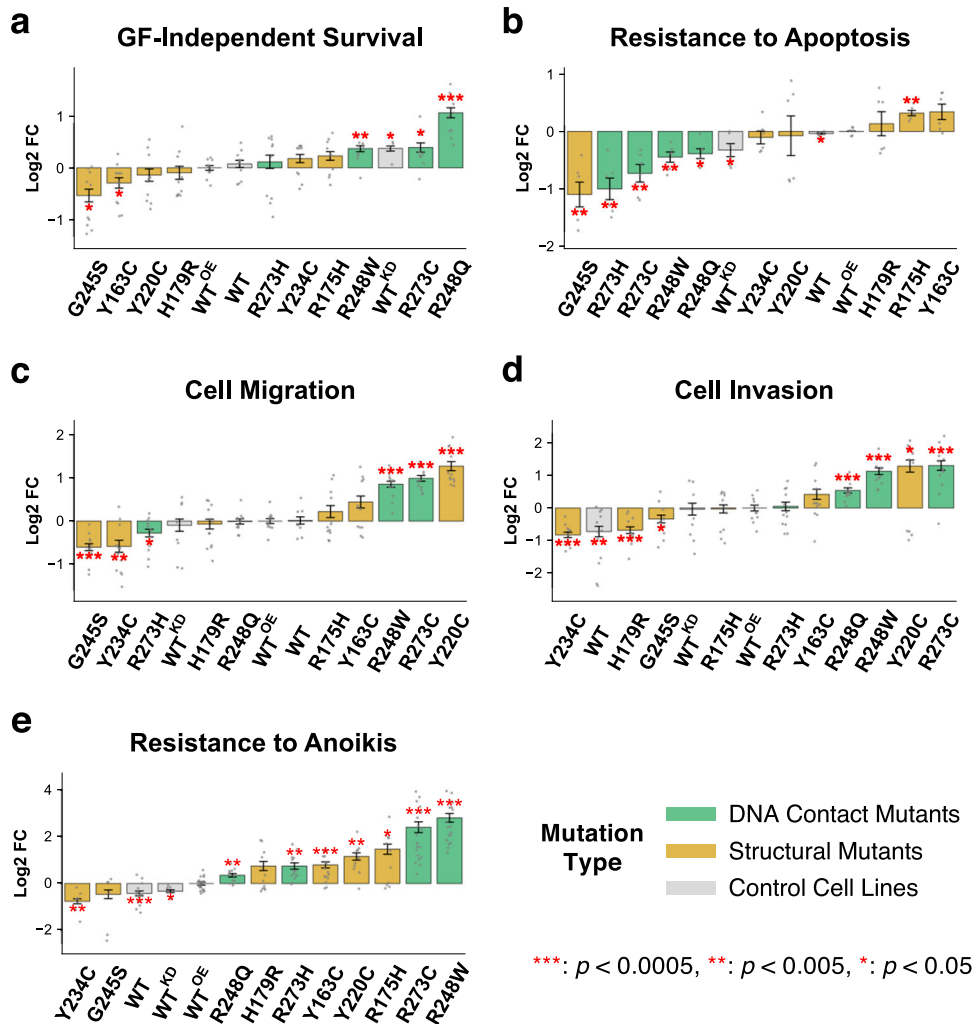 a
GF-Independent Survival
Log2 FC
1
0
−1
***
**
*
*
*
*
G245S
Y163C
Y220C
H179R
WT^OE
WT
R273H
Y234C
R175H
R248W
WT^KD
R273C
R248Q
b
Resistance to Apoptosis
Log2 FC
1
0
−1
−2
**
**
**
**
*
*
*
**
G245S
R273H
R273C
R248W
R248Q
WT^KD
Y234C
Y220C
WT
WT^OE
H179R
R175H
Y163C
c
Cell Migration
Log2 FC
2
1
0
−1
***
**
*
***
***
***
G245S
Y234C
R273H
WT^KD
H179R
R248Q
WT^OE
WT
R175H
Y163C
R248W
R273C
Y220C
d
Cell Invasion
Log2 FC
2
1
0
−1
−2
***
**
***
*
***
***
*
***
Y234C
WT
H179R
G245S
WT^KD
R175H
WT^OE
R273H
Y163C
R248Q
R248W
Y220C
R273C
e
Resistance to Anoikis
Log2 FC
4
2
0
−2
**
***
*
**
**
***
**
*
***
***
Y234C
G245S
WT
WT^KD
WT^OE
R248Q
H179R
R273H
Y163C
Y220C
R175H
R273C
R248W
Mutation
Type
DNA Contact Mutants
Structural Mutants
Control Cell Lines
***: p < 0.0005, **: p < 0.005, *: p < 0.05